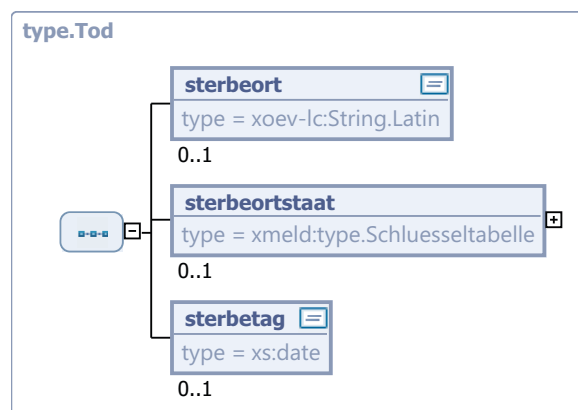 type.Tod
sterbeort
type = xoev-lc:String.Latin
0..1
sterbeortstaat
type = xmeld:type.Schluesseltabelle
0..1
sterbetag
type = xs:date
0..1